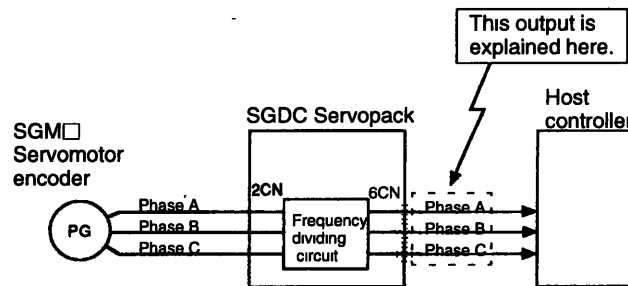 This output is
explained here.
SGDC Servopack
Host
controller
SGM□
Servomotor
encoder
2CN
6CN
Phase A
Phase B
Phase C
PG
Frequency
dividing
circuit
Phase A
Phase B
Phase C